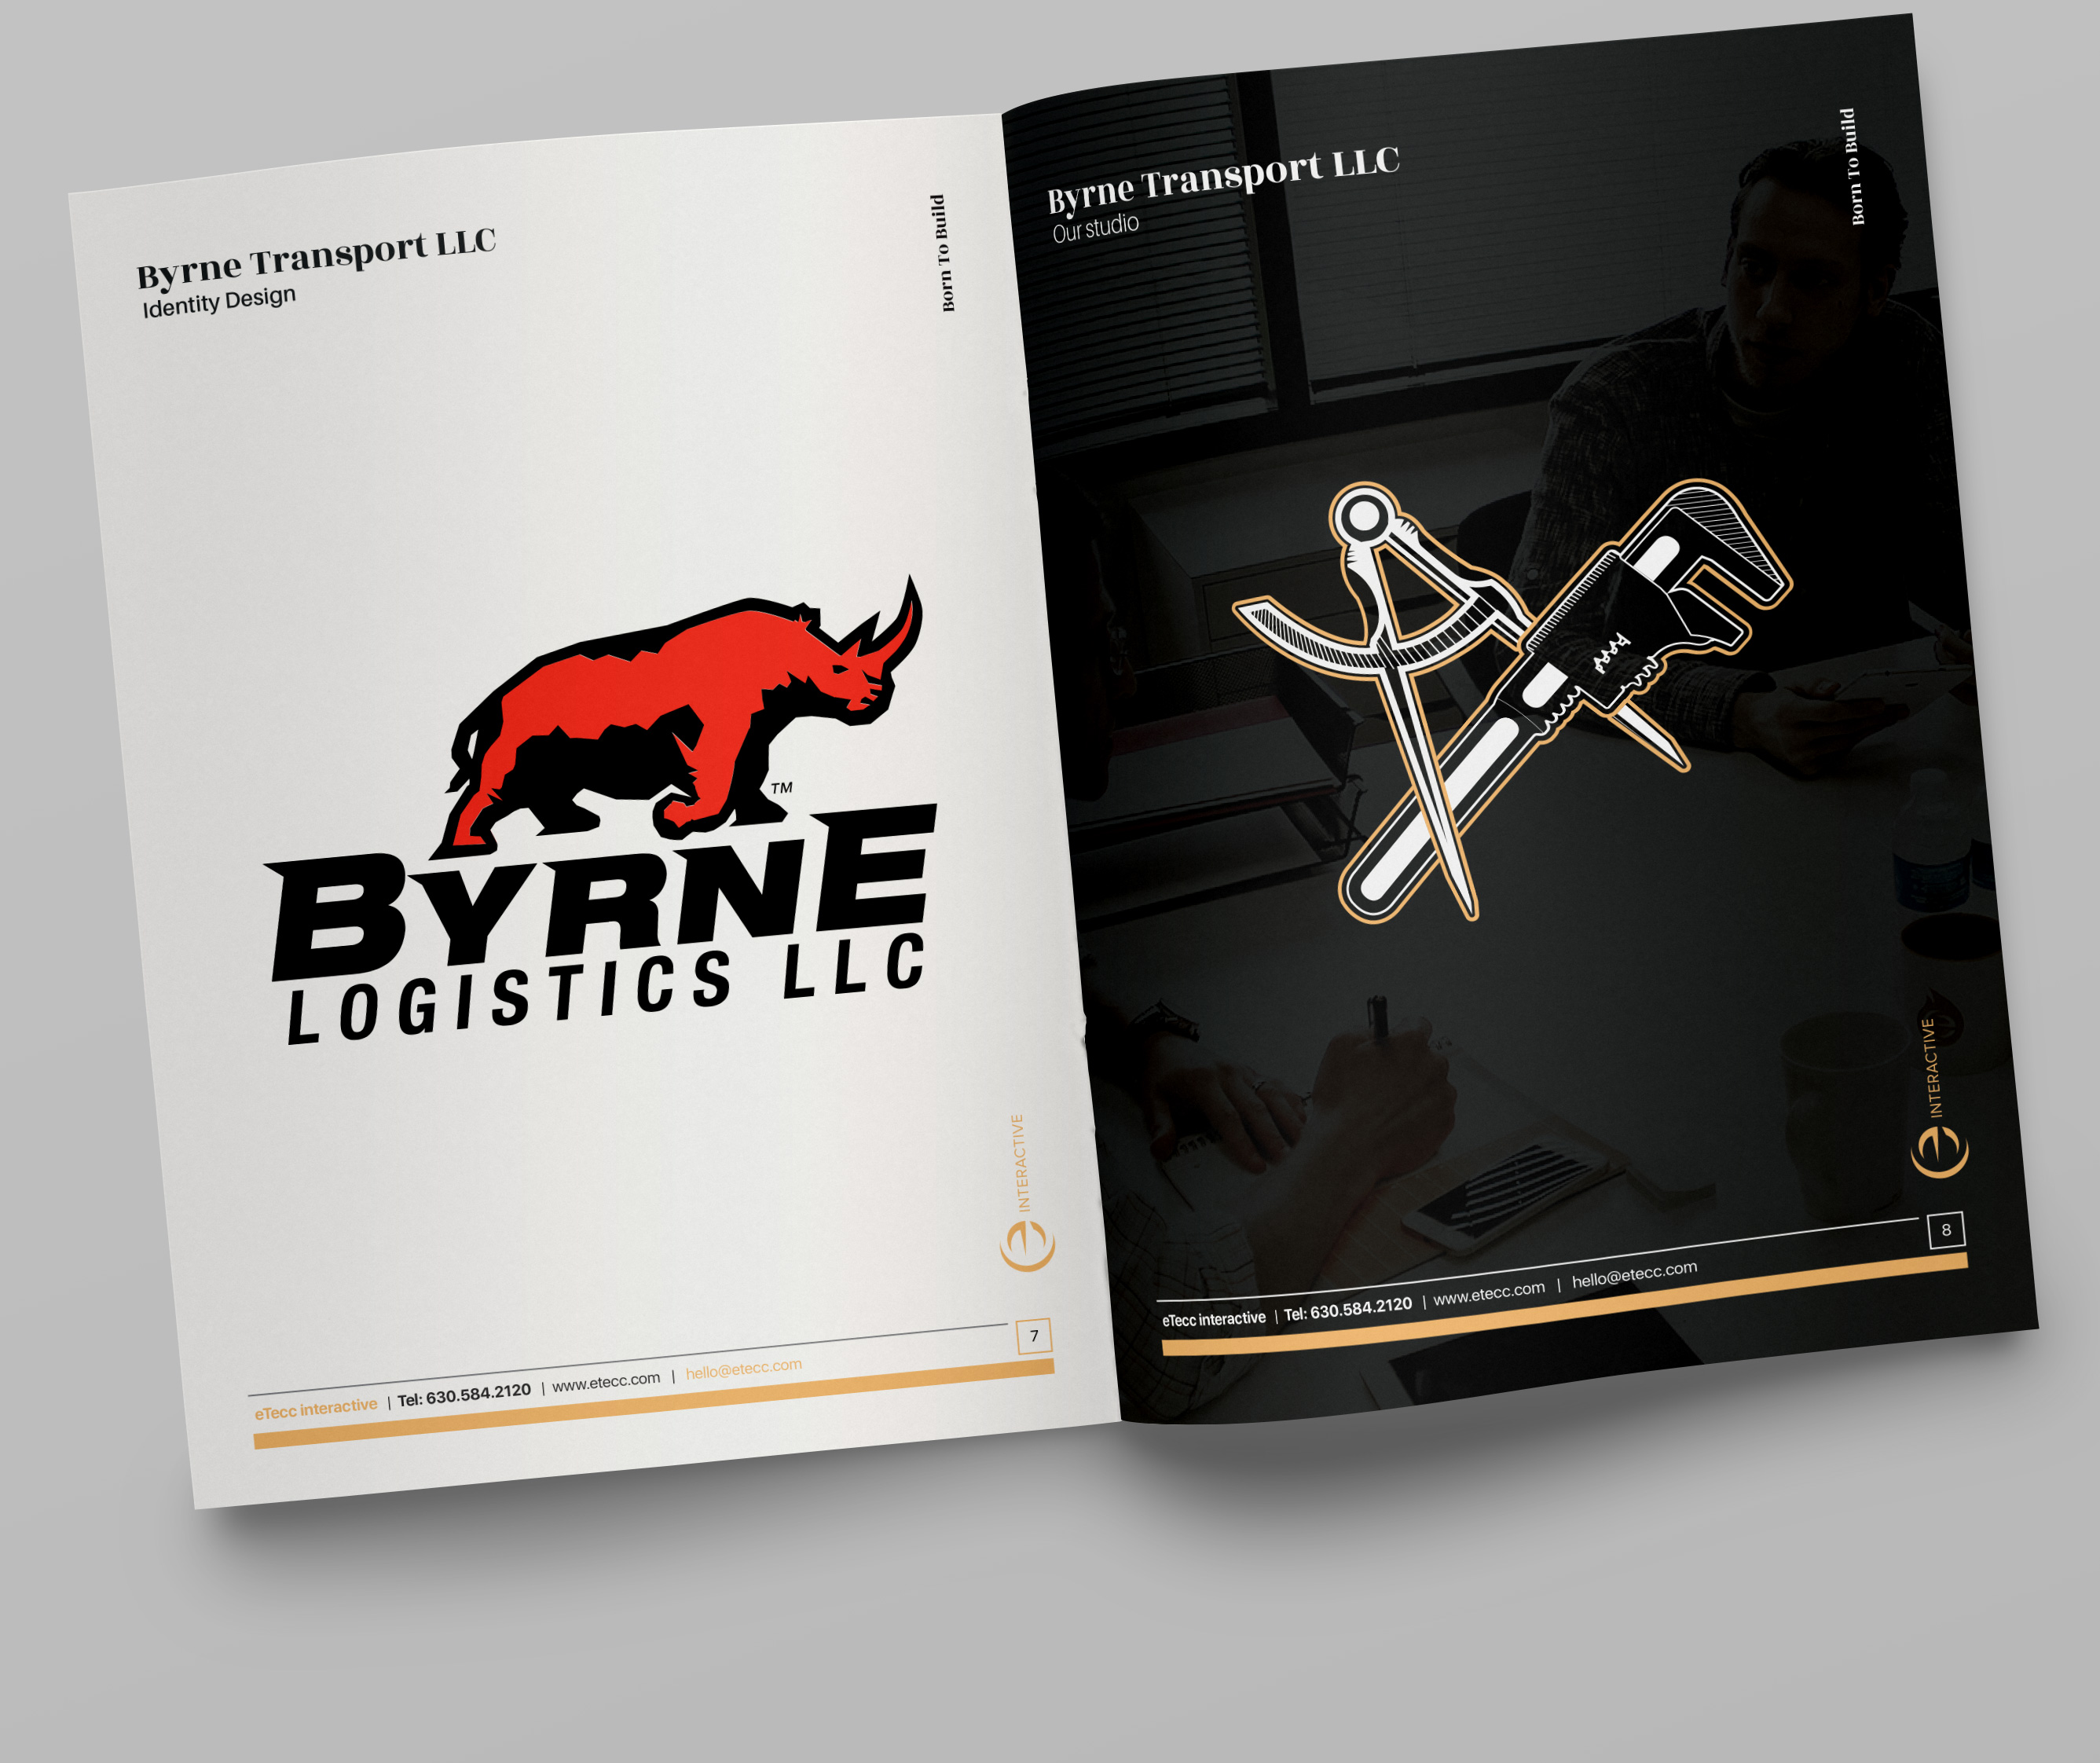 Byrne Transport LLC
Identity Design
Born To Build
TM
BYRNE
LOGISTICS LLC
INTERACTIVE
7
eTecc interactive | Tel: 630.584.2120 | www.etecc.com | hello@etecc.com
Byrne Transport LLC
Our studio
Born To Build
INTERACTIVE
8
eTecc interactive | Tel: 630.584.2120 | www.etecc.com | hello@etecc.com